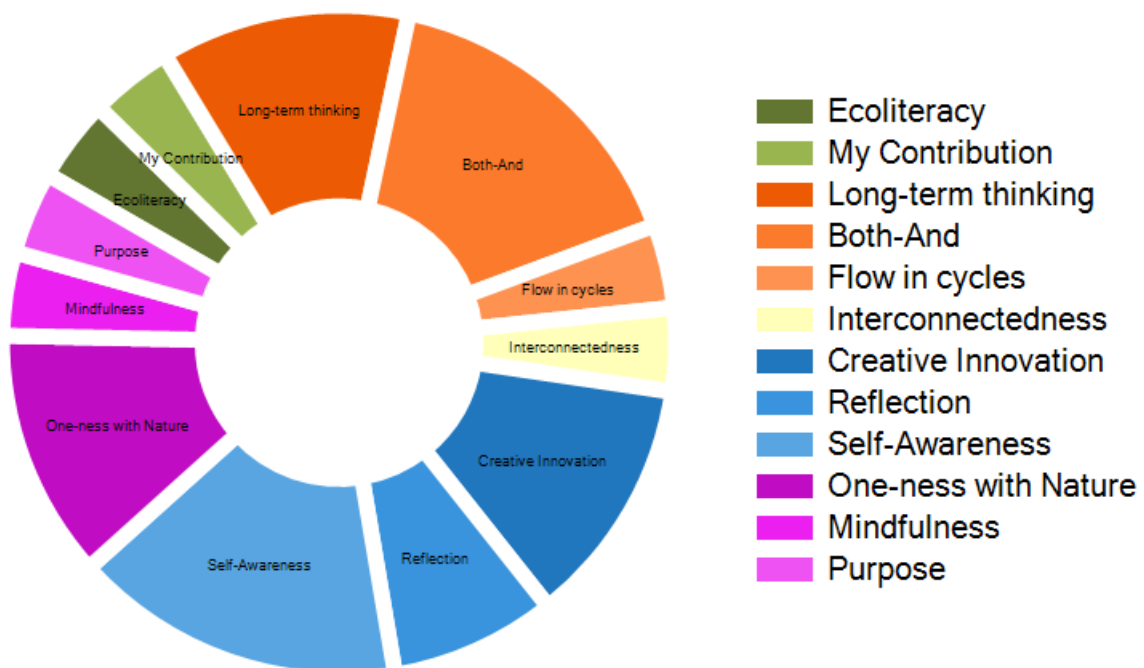 Long-term thinking
Both-And
My Contribution
Ecoliteracy
Purpose
Flow in cycles
Mindfulness
Interconnectedness
One-ness with Nature
Creative Innovation
Reflection
Self-Awareness
Ecoliteracy
My Contribution
Long-term thinking
Both-And
Flow in cycles
Interconnectedness
Creative Innovation
Reflection
Self-Awareness
One-ness with Nature
Mindfulness
Purpose